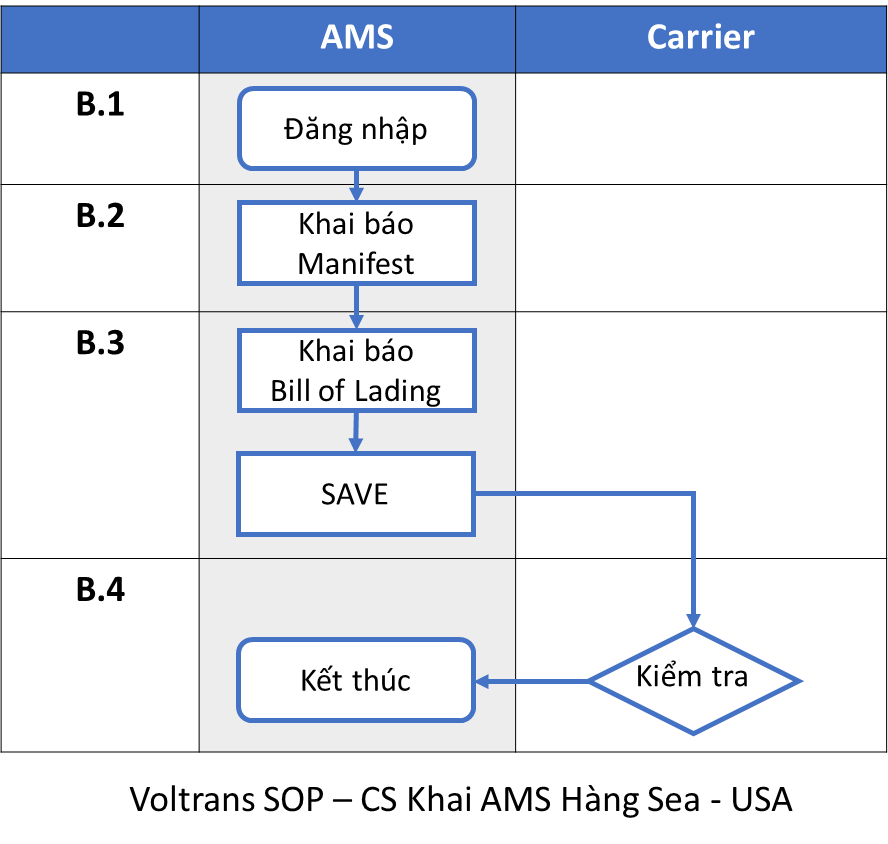 AMS
Carrier
B.1
Đăng nhập
B.2
Khai báo
Manifest
B.3
Khai báo
Bill of Lading
SAVE
B.4
Kết thúc
Kiểm tra
Voltrans SOP – CS Khai AMS Hàng Sea - USA